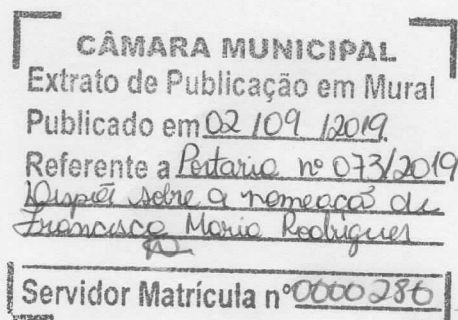 CÂMARA MUNICIPAL
Extrato de Publicação em Mural
Publicado em 02/09/2019.
Referente a Portaria nº 073/2019
Dispõe sobre a nomeação de
Francisca Maria Rodrigues
Servidor Matrícula nº 0000286